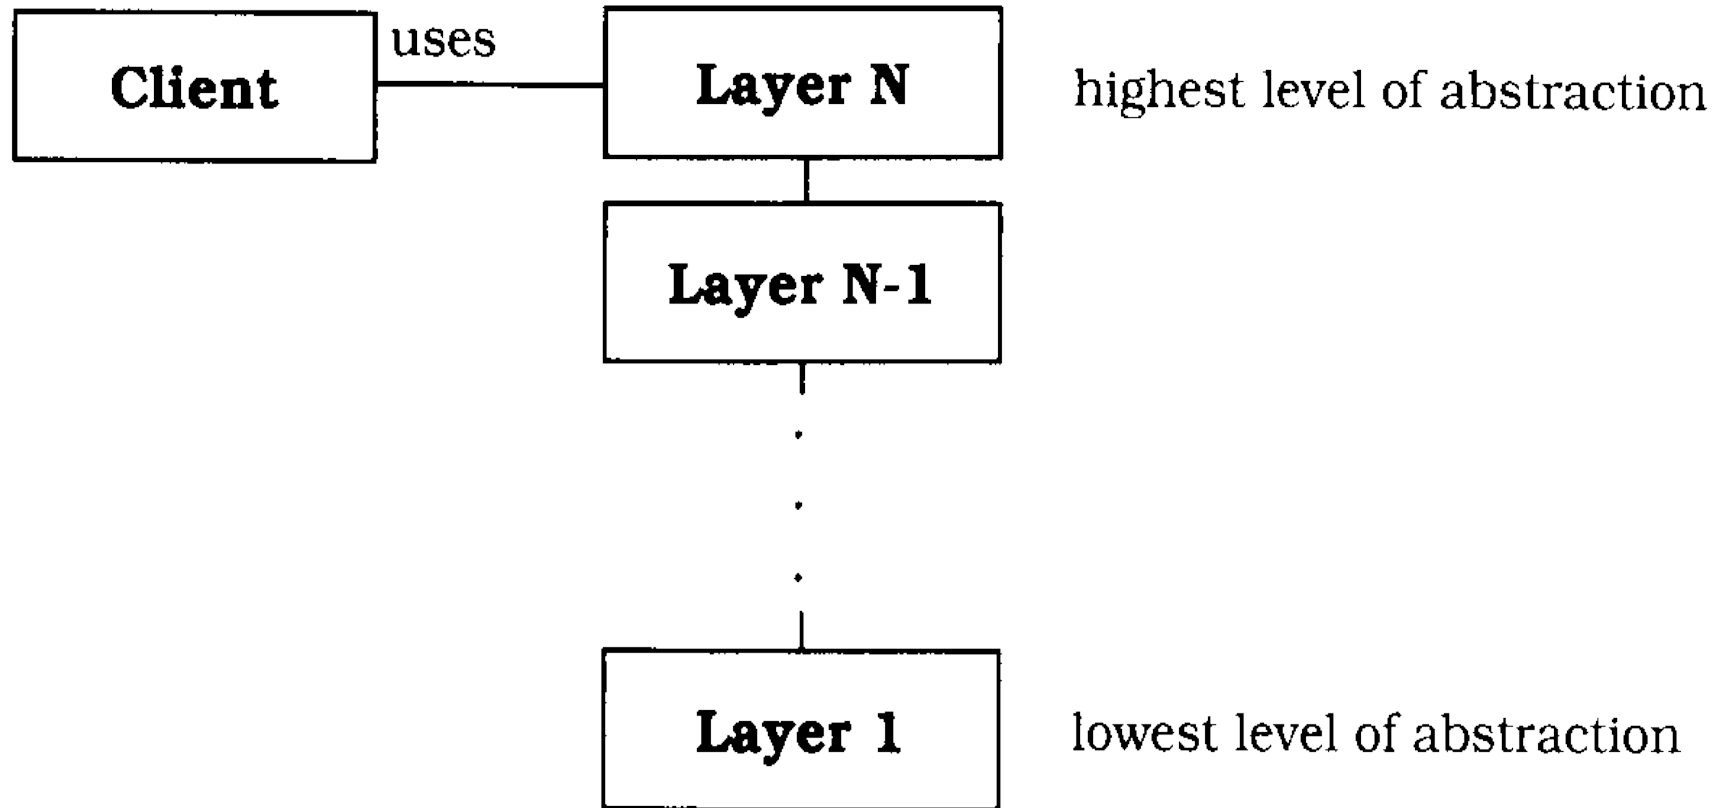 Client
uses
Layer N
highest level of abstraction
Layer N-1
Layer 1
lowest level of abstraction